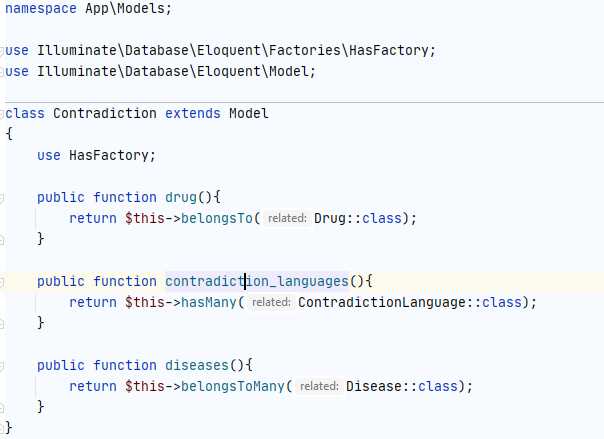 namespace App\Models;
use Illuminate\Database\Eloquent\Factories\HasFactory;
use Illuminate\Database\Eloquent\Model;
class Contradiction extends Model
{
use HasFactory;
public function drug(){
return $this->belongsTo( related: Drug::class);
}
public function contradiction_languages(){
return $this->hasMany( related: ContradictionLanguage::class);
}
public function diseases(){
return $this->belongsToMany( related: Disease::class);
}
}